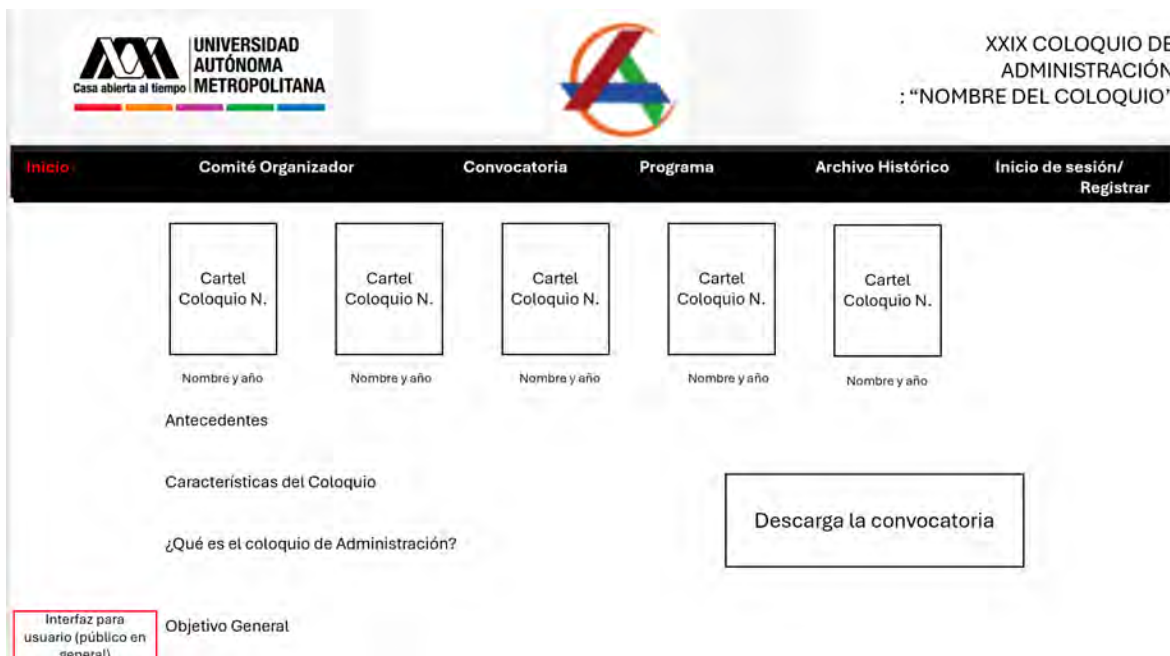 UNIVERSIDAD
AUTÓNOMA
METROPOLITANA
Casa abierta al tiempo
XXIX COLOQUIO DE
ADMINISTRACIÓN
: “NOMBRE DEL COLOQUIO”
Inicio
Comité Organizador
Convocatoria
Programa
Archivo Histórico
Inicio de sesión/
Registrar
Cartel
Coloquio N.
Cartel
Coloquio N.
Cartel
Coloquio N.
Cartel
Coloquio N.
Cartel
Coloquio N.
Nombre y año
Nombre y año
Nombre y año
Nombre y año
Nombre y año
Antecedentes
Características del Coloquio
¿Qué es el coloquio de Administración?
Descarga la convocatoria
Objetivo General
Interfaz para
usuario (público en
general)